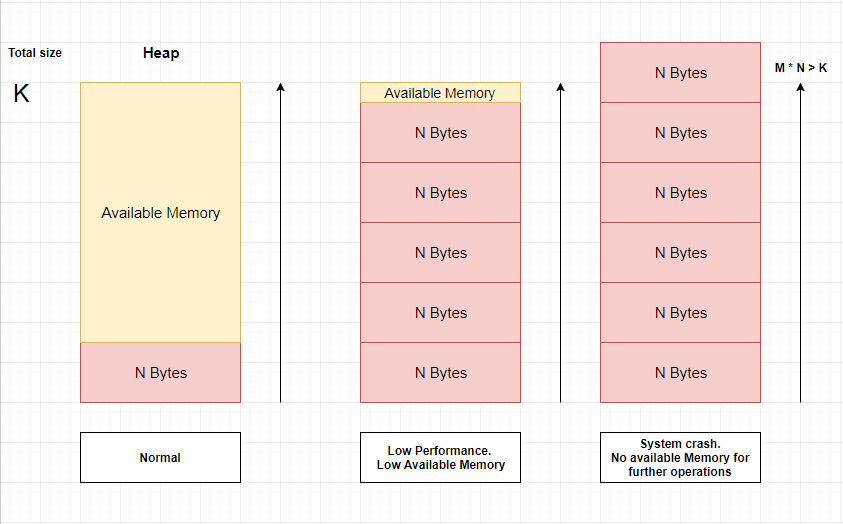 Total size
Heap
K
Available Memory
N Bytes
Normal
Available Memory
N Bytes
N Bytes
N Bytes
N Bytes
N Bytes
Low Performance.
Low Available Memory
N Bytes
N Bytes
N Bytes
N Bytes
N Bytes
N Bytes
M * N > K
System crash.
No available Memory for
further operations